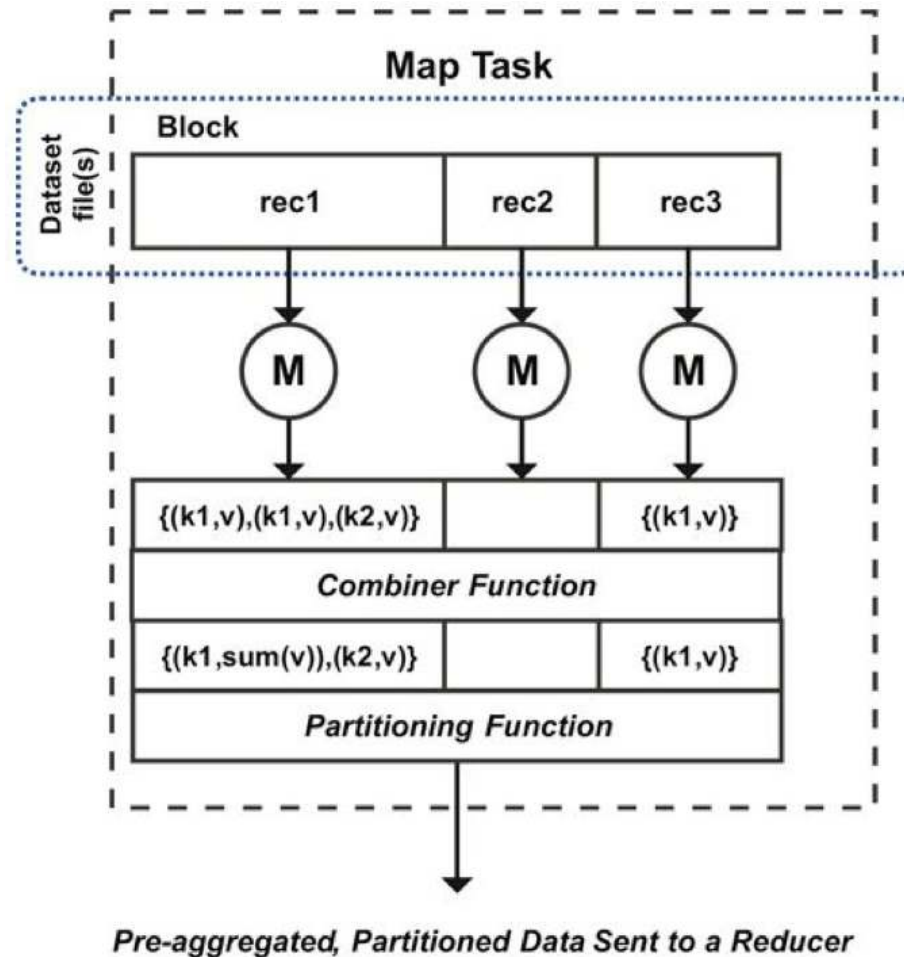 Map Task
Dataset
file(s)
Block
rec1 rec2 rec3
M M M
{(k1,v),(k1,v),(k2,v)} {(k1,v)}
Combiner Function
{(k1,sum(v)),(k2,v)} {(k1,v)}
Partitioning Function
Pre-aggregated, Partitioned Data Sent to a Reducer